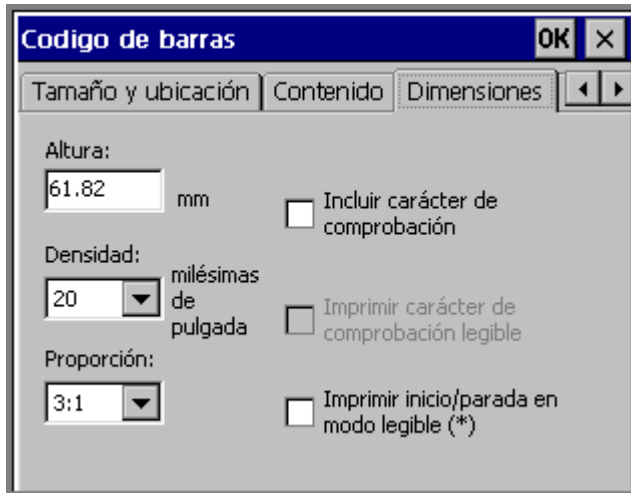 Codigo de barras OK
Tamaño y ubicación Contenido Dimensiones
Altura:
61.82 mm
Incluir carácter de
comprobación
Densidad:
20 milésimas
de
pulgada
Imprimir carácter de
comprobación legible
Proporción:
3:1
Imprimir inicio/parada en
modo legible (*)